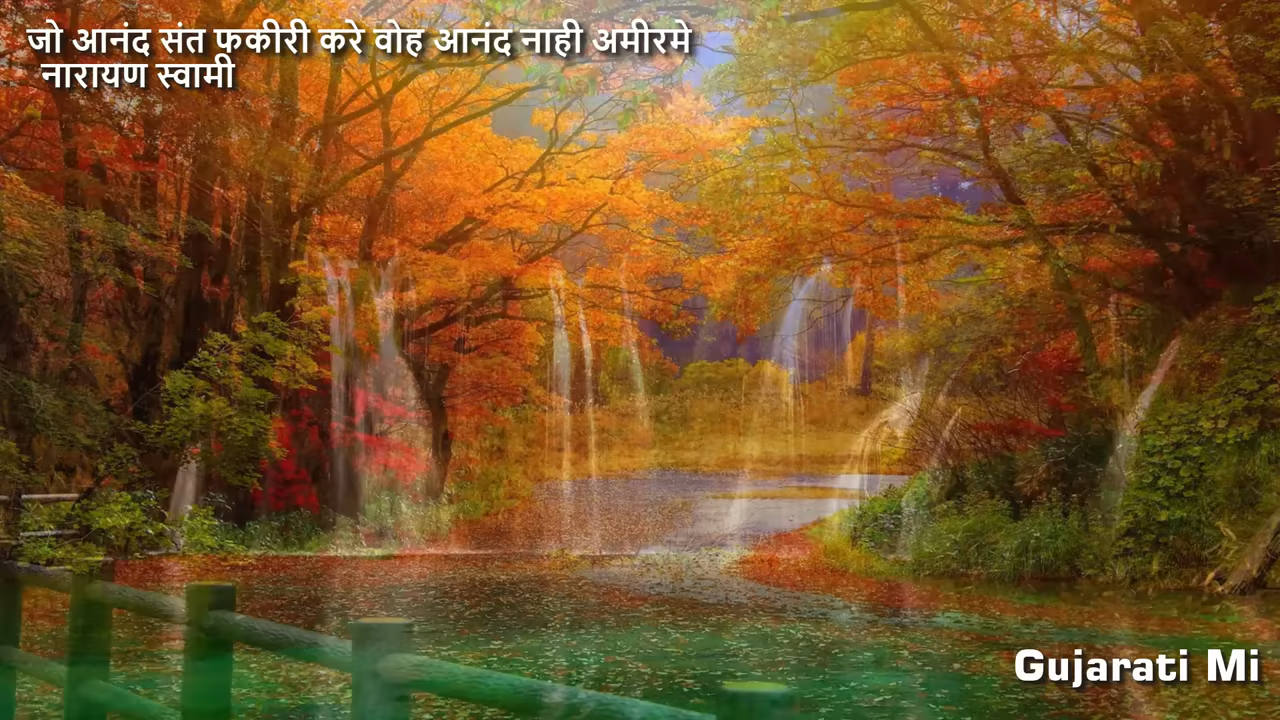 जो आनंद संत फकीरी करे वोह आनंद नाही अमीरमे
नारायण स्वामी
Gujarati Mi